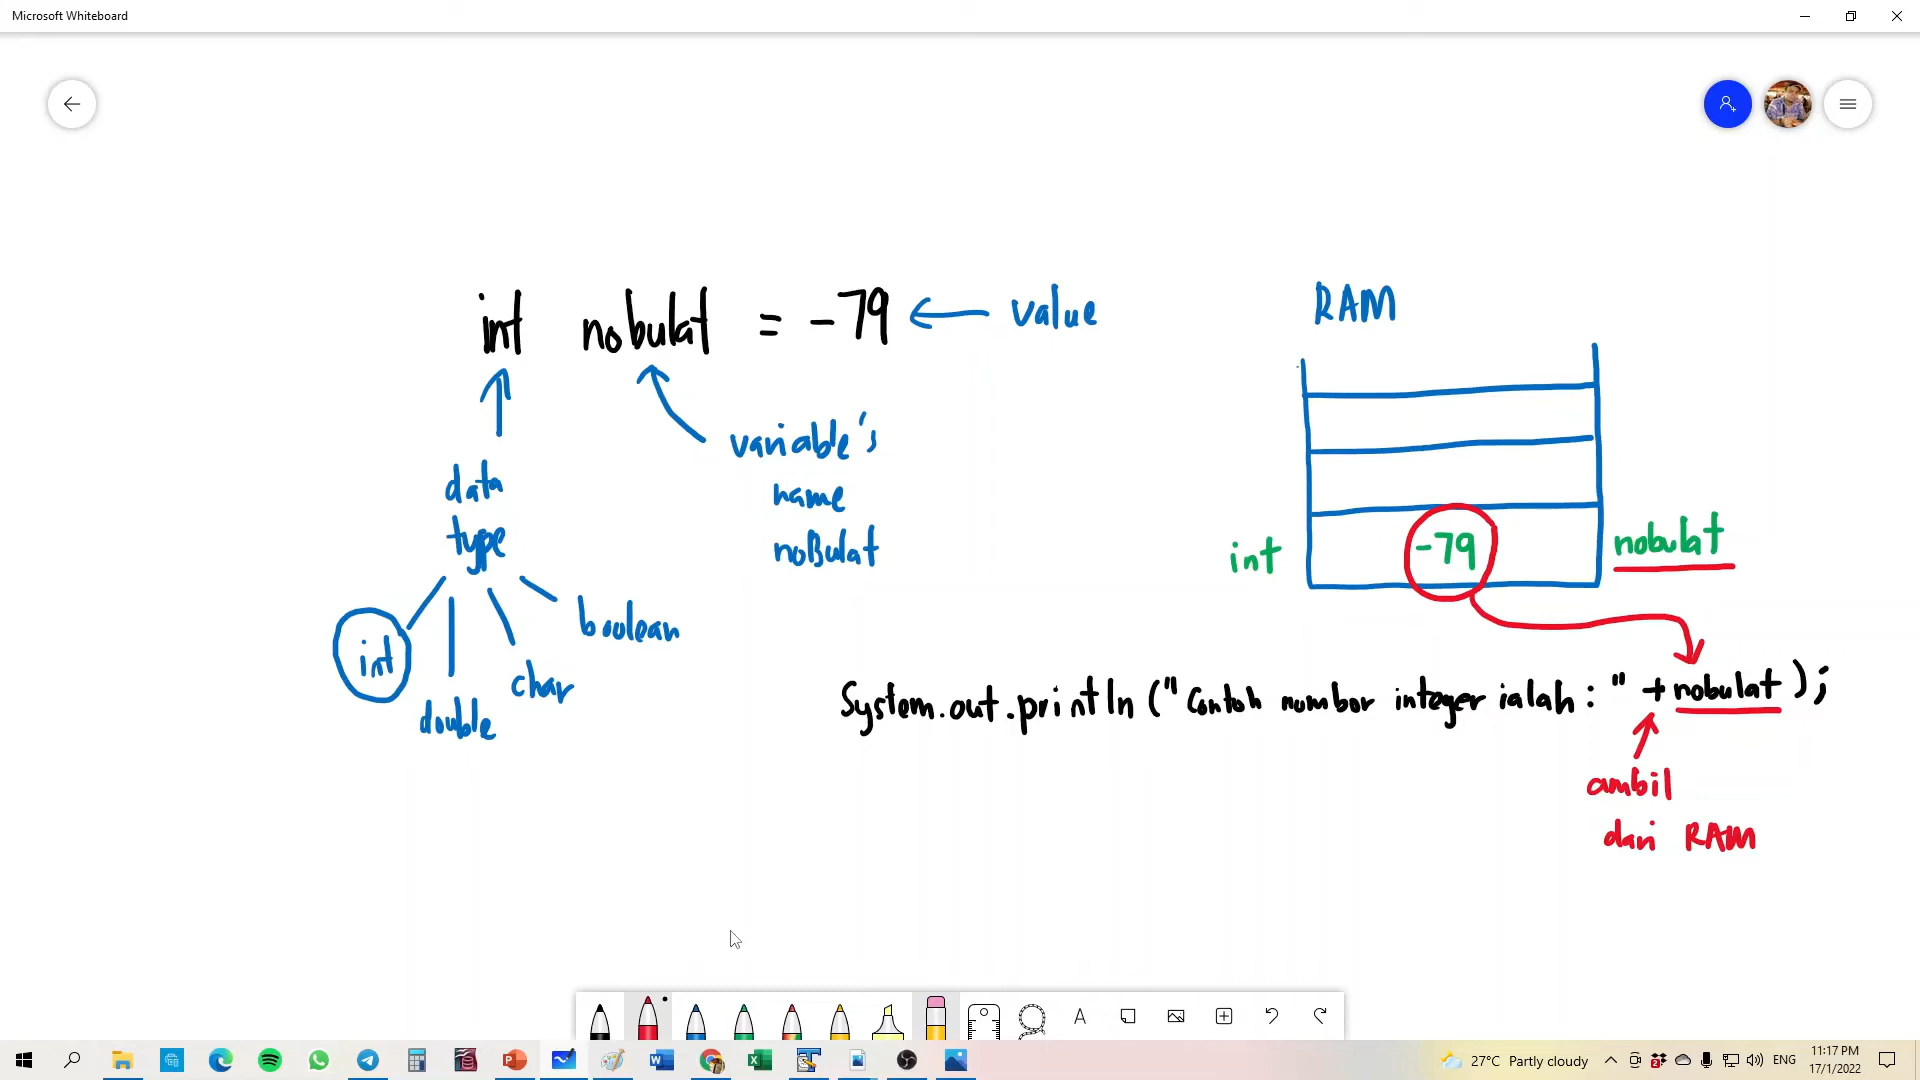 Microsoft Whiteboard
int nobulat = -79 ← value
RAM
variable's
name
noBulat
data
type
int
double
char
boolean
int
-79
nobulat
System.out.println ("Contoh number integer ialah : " + nobulat );
ambil
dari RAM
27°C Partly cloudy
ENG
11:17 PM
17/1/2022